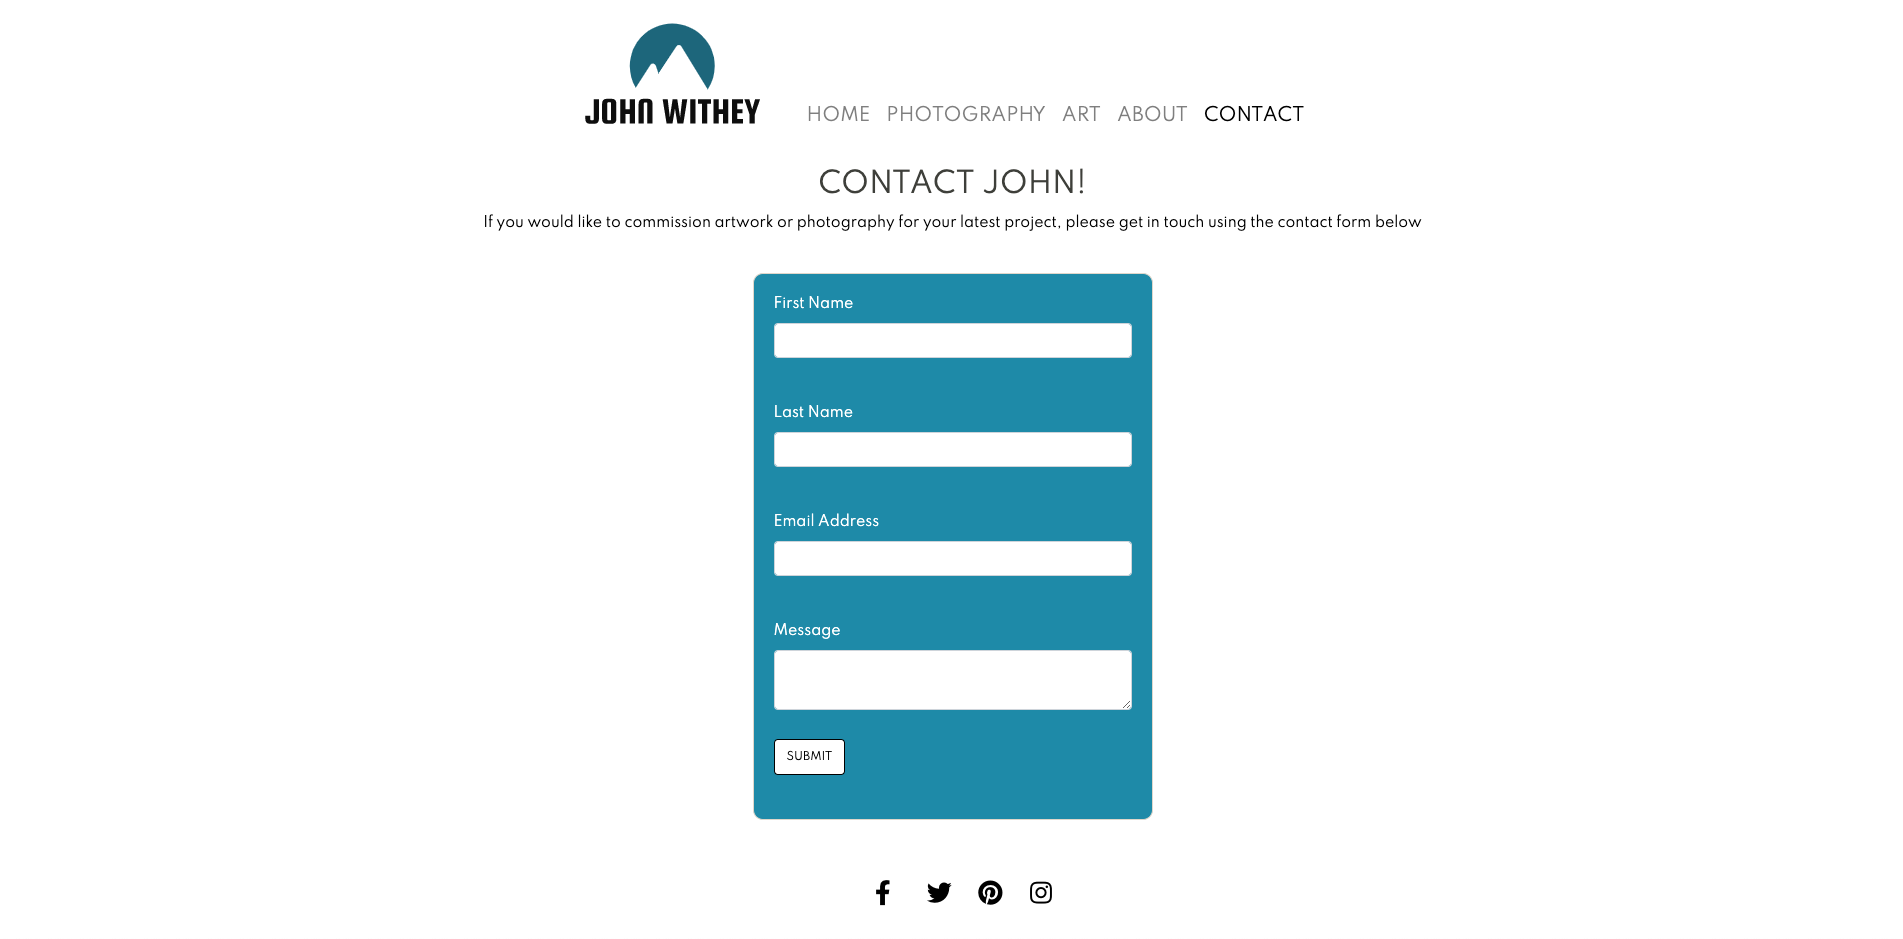 JOHN WITHEY
HOME PHOTOGRAPHY ART ABOUT CONTACT
CONTACT JOHN!
If you would like to commission artwork or photography for your latest project, please get in touch using the contact form below
First Name
Last Name
Email Address
Message
SUBMIT